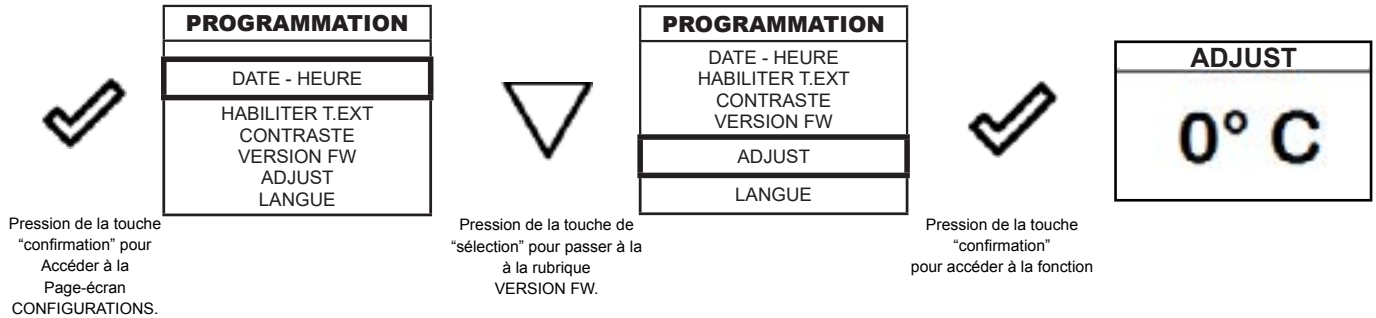 PROGRAMMATION
DATE - HEURE
HABILITER T.EXT
CONTRASTE
VERSION FW
ADJUST
LANGUE
Pression de la touche
“confirmation” pour
Accéder à la
Page-écran
CONFIGURATIONS.
Pression de la touche de
“sélection” pour passer à la
à la rubrique
VERSION FW.
PROGRAMMATION
DATE - HEURE
HABILITER T.EXT
CONTRASTE
VERSION FW
ADJUST
LANGUE
Pression de la touche
“confirmation”
pour accéder à la fonction
ADJUST
0° C